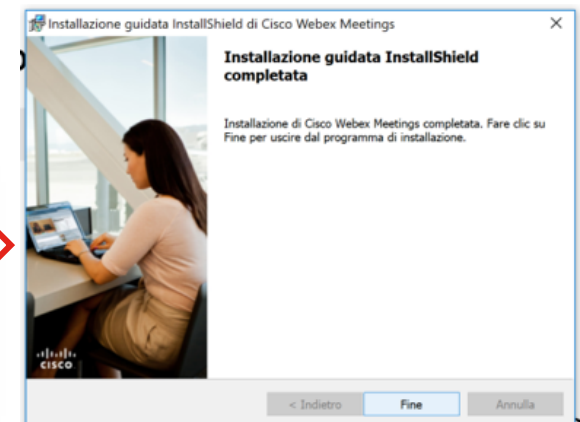 Installazione guidata InstallShield di Cisco Webex Meetings
Installazione guidata InstallShield
completata
Installazione di Cisco Webex Meetings completata. Fare clic su
Fine per uscire dal programma di installazione.
CISCO
< Indietro
Fine
Annulla